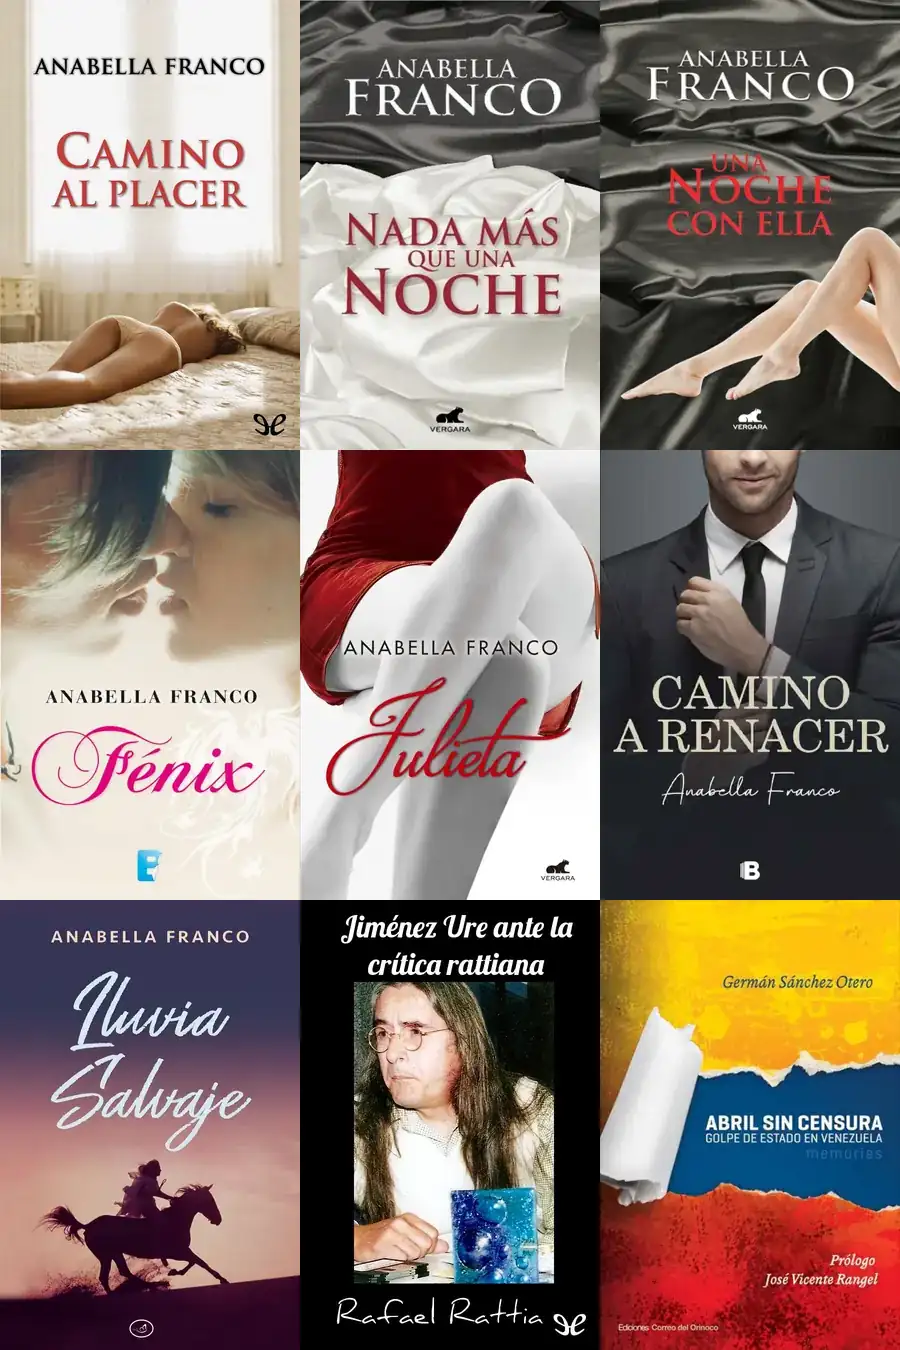 ANABELLA FRANCO
CAMINO
AL PLACER
ANABELLA
FRANCO
NADA MÁS
QUE UNA
NOCHE
VERGARA
ANABELLA
FRANCO
UNA
NOCHE
CON ELLA
VERGARA
ANABELLA FRANCO
Fénix
B
ANABELLA FRANCO
Julieta
VERGARA
CAMINO
A RENACER
Anabella Franco
B
ANABELLA FRANCO
Lluvia
Salvaje
Jiménez Ure ante la
crítica rattiana
Rafael Rattia
Germán Sánchez Otero
ABRIL SIN CENSURA
GOLPE DE ESTADO EN VENEZUELA
memorias
Prólogo
José Vicente Rangel
Ediciones Correo del Orinoco